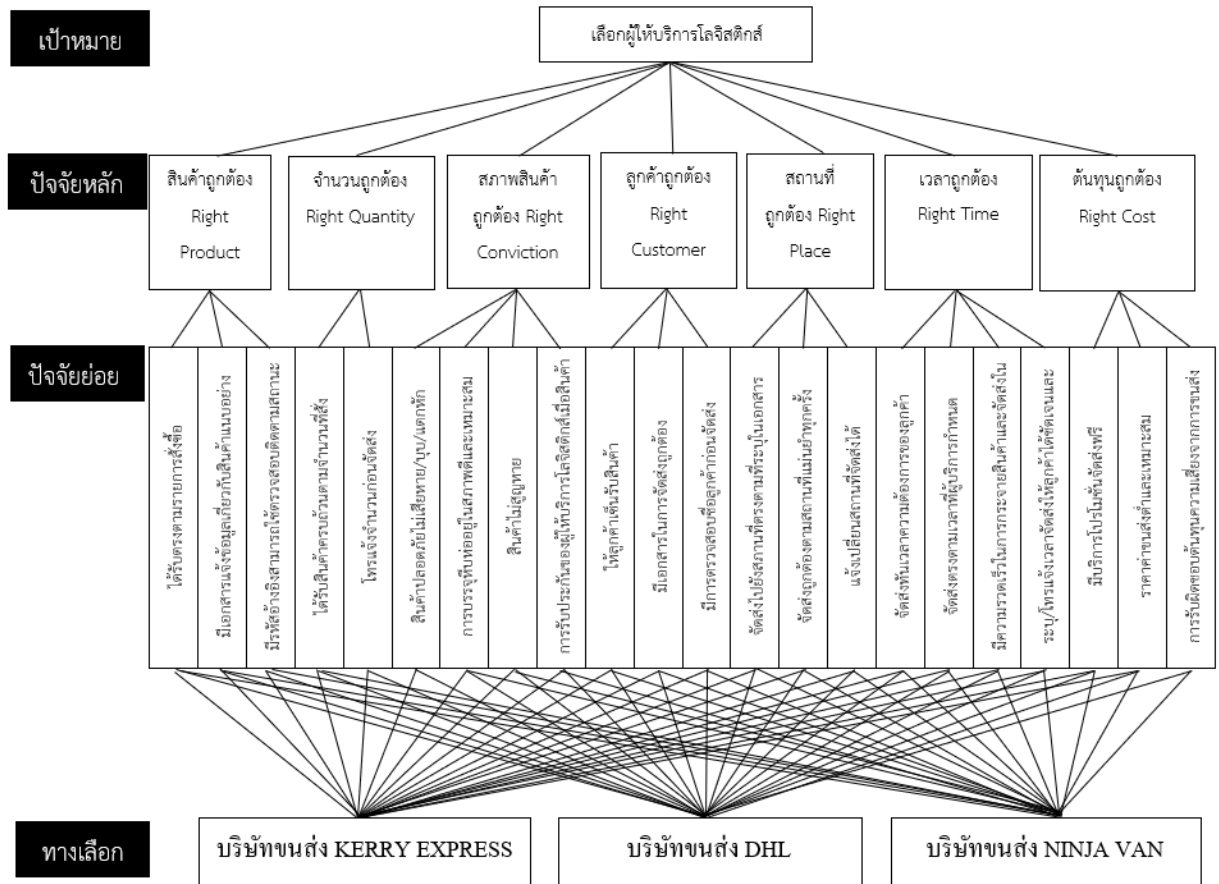 เป้าหมาย
เลือกผู้ให้บริการโลจิสติกส์
ปัจจัยหลัก
สินค้าถูกต้อง
Right
Product
จำนวนถูกต้อง
Right Quantity
สภาพสินค้า
ถูกต้อง Right
Conviction
ลูกค้าถูกต้อง
Right
Customer
สถานที่
ถูกต้อง Right
Place
เวลาถูกต้อง
Right Time
ต้นทุนถูกต้อง
Right Cost
ปัจจัยย่อย
ได้รับตรงตามรายการสั่งซื้อ
มีเอกสารแจ้งข้อมูลเกี่ยวกับสินค้าแนบอย่าง
มีรหัสอ้างอิงสามารถใช้ตรวจสอบติดตามสถานะ
ได้รับสินค้าครบถ้วนตามจำนวนที่สั่ง
โทรแจ้งจำนวนก่อนจัดส่ง
สินค้าปลอดภัยไม่เสียหาย/บุบ/แตกหัก
การบรรจุหีบห่ออยู่ในสภาพดีและเหมาะสม
สินค้าไม่สูญหาย
การรับประกันของผู้ให้บริการโลจิสติกส์เมื่อสินค้า
ให้ลูกค้าเซ็นรับสินค้า
มีเอกสารในการจัดส่งถูกต้อง
มีการตรวจสอบชื่อลูกค้าก่อนจัดส่ง
จัดส่งไปยังสถานที่ตรงตามที่ระบุในเอกสาร
จัดส่งถูกต้องตามสถานที่แม่นยำทุกครั้ง
แจ้งเปลี่ยนสถานที่จัดส่งได้
จัดส่งทันเวลาความต้องการของลูกค้า
จัดส่งตรงตามเวลาที่ผู้บริการกำหนด
มีความรวดเร็วในการกระจายสินค้าและจัดส่งใน
ระบุ/โทรแจ้งเวลาจัดส่งให้ลูกค้าได้ชัดเจนและ
มีบริการโปรโมชั่นจัดส่งฟรี
ราคาค่าขนส่งต่ำและเหมาะสม
การรับผิดชอบต้นทุนความเสี่ยงจากการขนส่ง
ทางเลือก
บริษัทขนส่ง KERRY EXPRESS
บริษัทขนส่ง DHL
บริษัทขนส่ง NINJA VAN